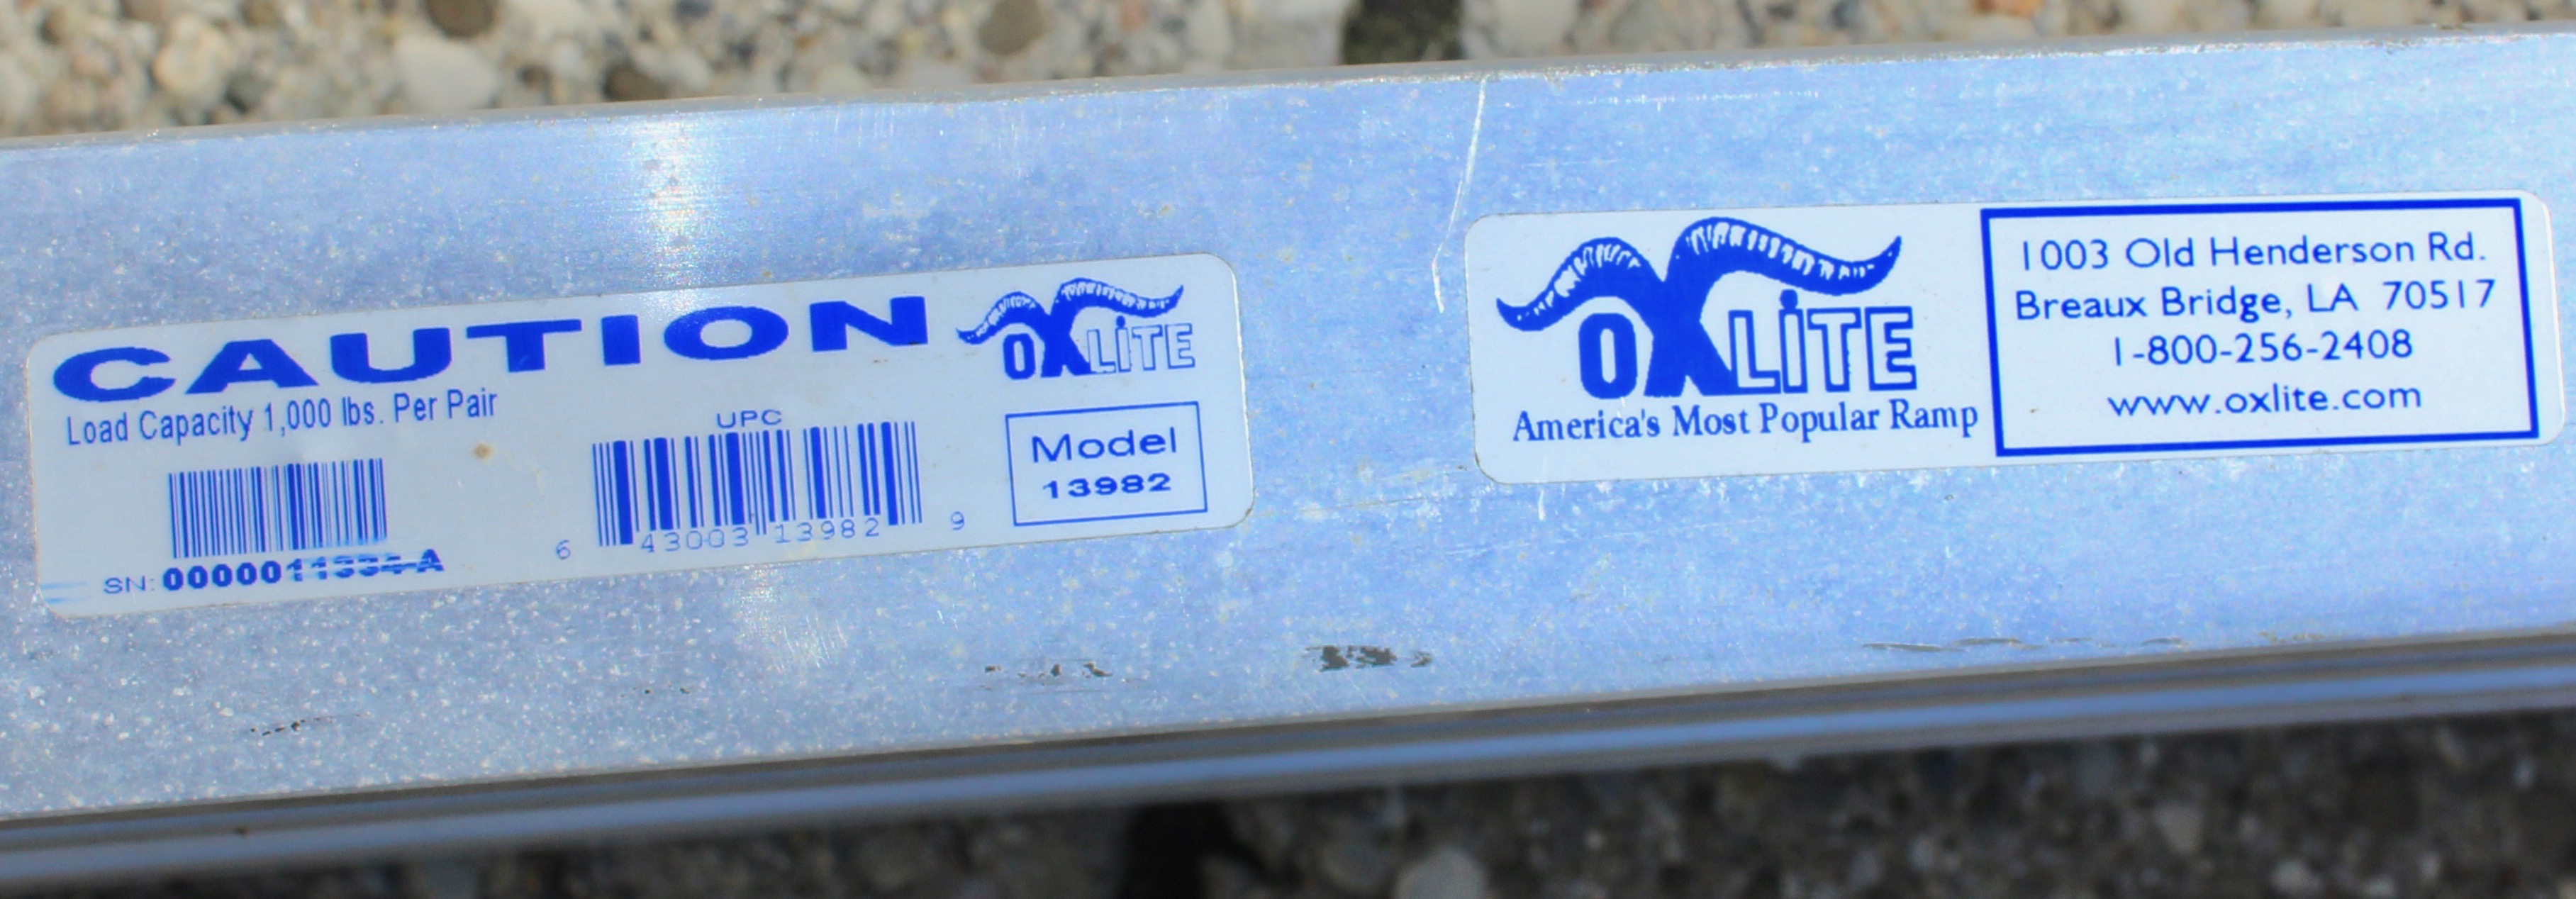 CAUTION
OXLITE
Load Capacity 1,000 lbs. Per Pair
UPC
6 43003 13982 9
Model
13982
SN: 0000011334-A
OXLITE
America's Most Popular Ramp
1003 Old Henderson Rd.
Breaux Bridge, LA 70517
1-800-256-2408
www.oxlite.com